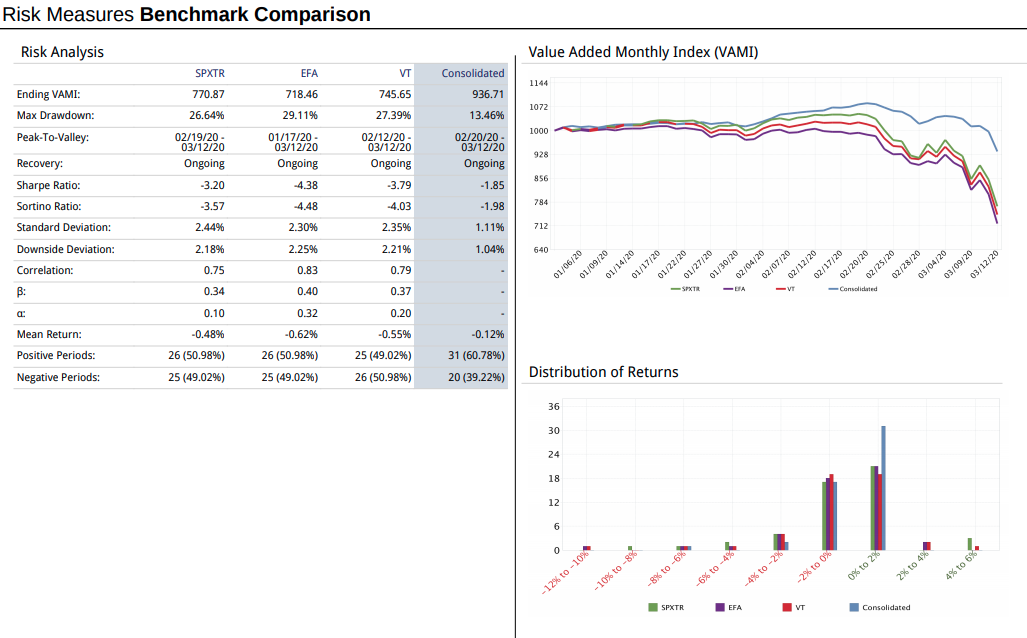 Risk Measures Benchmark Comparison
Risk Analysis
SPXTR EFA VT Consolidated
Ending VAMI: 770.87 718.46 745.65 936.71
Max Drawdown: 26.64% 29.11% 27.39% 13.46%
Peak-To-Valley: 02/19/20 - 01/17/20 - 02/12/20 - 02/20/20 -
03/12/20 03/12/20 03/12/20 03/12/20
Recovery: Ongoing Ongoing Ongoing Ongoing
Sharpe Ratio: -3.20 -4.38 -3.79 -1.85
Sortino Ratio: -3.57 -4.48 -4.03 -1.98
Standard Deviation: 2.44% 2.30% 2.35% 1.11%
Downside Deviation: 2.18% 2.25% 2.21% 1.04%
Correlation: 0.75 0.83 0.79 -
β: 0.34 0.40 0.37 -
α: 0.10 0.32 0.20 -
Mean Return: -0.48% -0.62% -0.55% -0.12%
Positive Periods: 26 (50.98%) 26 (50.98%) 25 (49.02%) 31 (60.78%)
Negative Periods: 25 (49.02%) 25 (49.02%) 26 (50.98%) 20 (39.22%)
Value Added Monthly Index (VAMI)
1144
1072
1000
928
856
784
712
640
01/06/20 01/09/20 01/14/20 01/17/20 01/22/20 01/27/20 01/30/20 02/04/20 02/07/20 02/12/20 02/17/20 02/20/20 02/25/20 02/28/20 03/04/20 03/09/20 03/12/20
SPXTR EFA VT Consolidated
Distribution of Returns
36
30
24
18
12
6
0
-12% to -10% -10% to -8% -8% to -6% -6% to -4% -4% to -2% -2% to 0% 0% to 2% 2% to 4% 4% to 6%
SPXTR EFA VT Consolidated